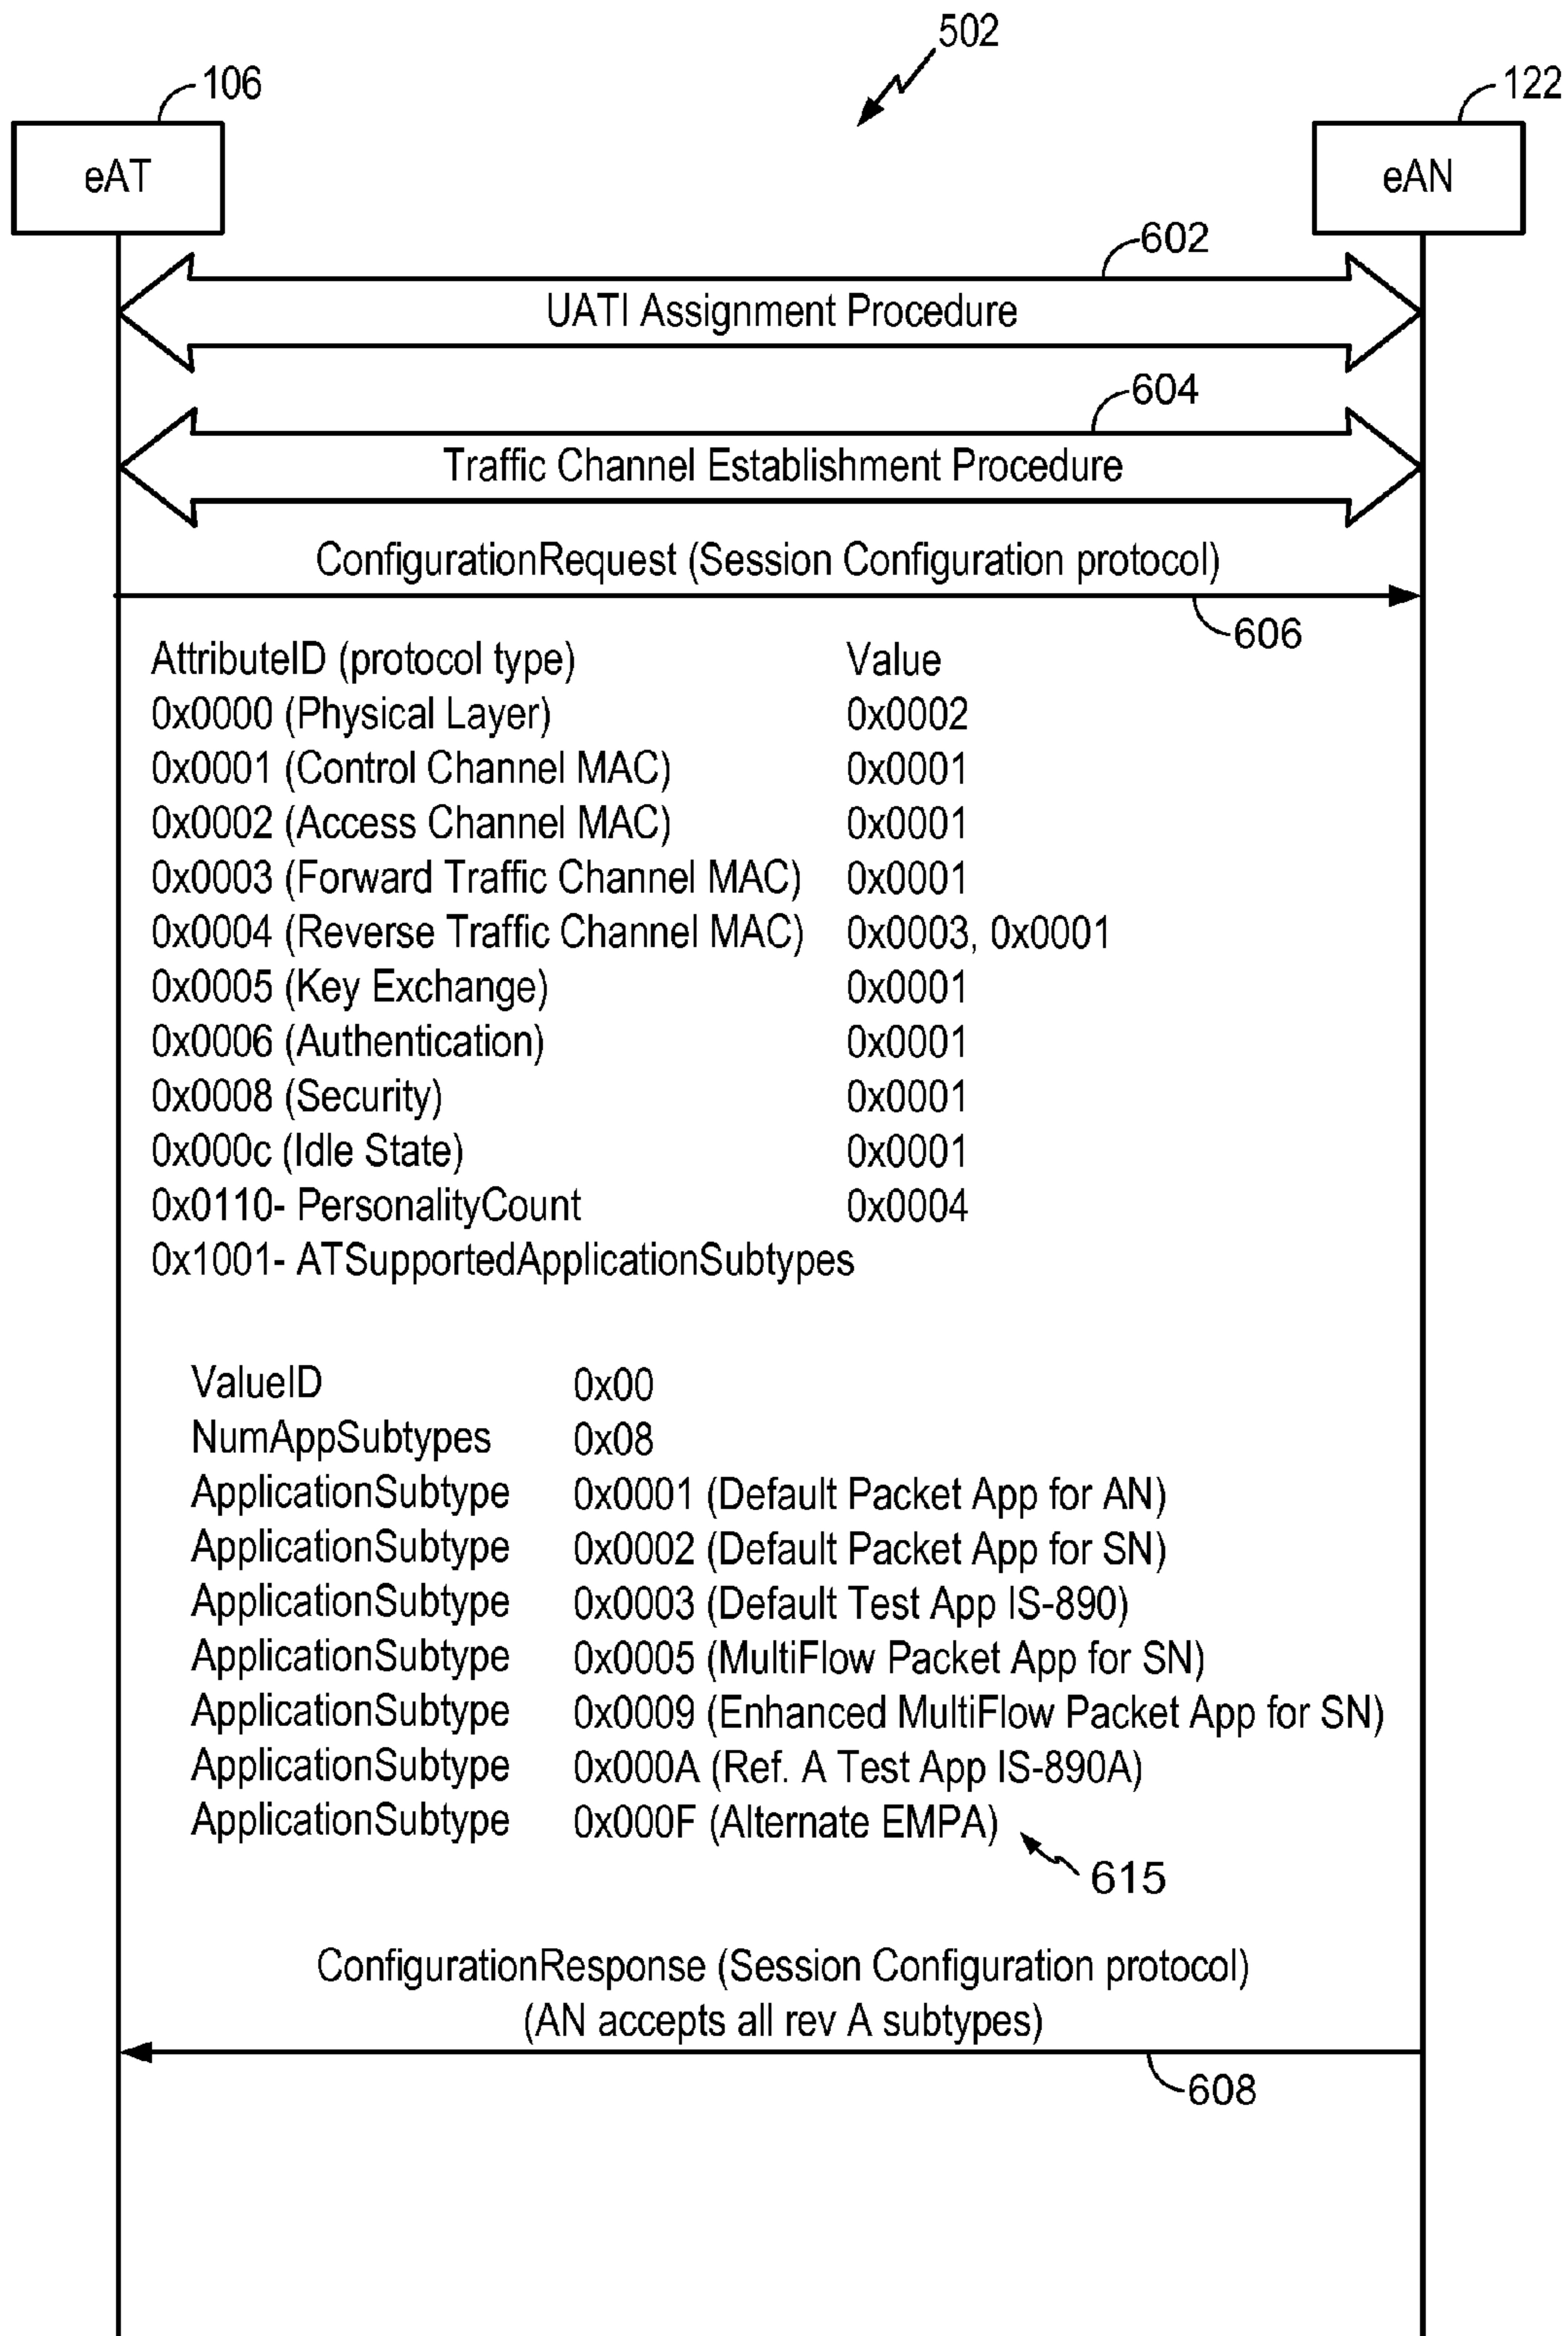 502
106
122
eAT
eAN
602
UATI Assignment Procedure
604
Traffic Channel Establishment Procedure
ConfigurationRequest (Session Configuration protocol)
606
AttributeID (protocol type) Value
0x0000 (Physical Layer) 0x0002
0x0001 (Control Channel MAC) 0x0001
0x0002 (Access Channel MAC) 0x0001
0x0003 (Forward Traffic Channel MAC) 0x0001
0x0004 (Reverse Traffic Channel MAC) 0x0003, 0x0001
0x0005 (Key Exchange) 0x0001
0x0006 (Authentication) 0x0001
0x0008 (Security) 0x0001
0x000c (Idle State) 0x0001
0x0110- PersonalityCount 0x0004
0x1001- ATSupportedApplicationSubtypes
ValueID 0x00
NumAppSubtypes 0x08
ApplicationSubtype 0x0001 (Default Packet App for AN)
ApplicationSubtype 0x0002 (Default Packet App for SN)
ApplicationSubtype 0x0003 (Default Test App IS-890)
ApplicationSubtype 0x0005 (MultiFlow Packet App for SN)
ApplicationSubtype 0x0009 (Enhanced MultiFlow Packet App for SN)
ApplicationSubtype 0x000A (Ref. A Test App IS-890A)
ApplicationSubtype 0x000F (Alternate EMPA)
615
ConfigurationResponse (Session Configuration protocol)
(AN accepts all rev A subtypes)
608